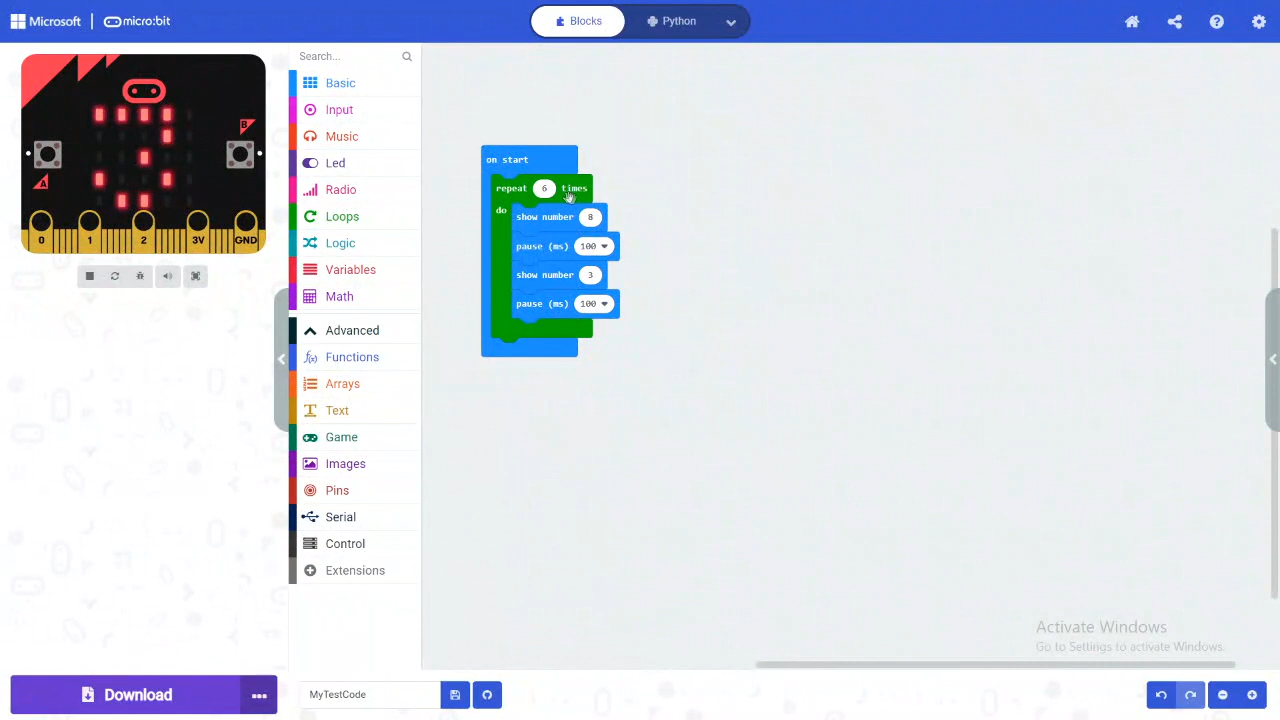 Microsoft
micro:bit
Blocks
Python
Search...
Basic
Input
Music
Led
Radio
Loops
Logic
Variables
Math
Advanced
Functions
Arrays
Text
Game
Images
Pins
Serial
Control
Extensions
A
B
0 1 2 3V GND
on start
repeat 6 times
do
show number 8
pause (ms) 100
show number 3
pause (ms) 100
Activate Windows
Go to Settings to activate Windows.
Download
MyTestCode